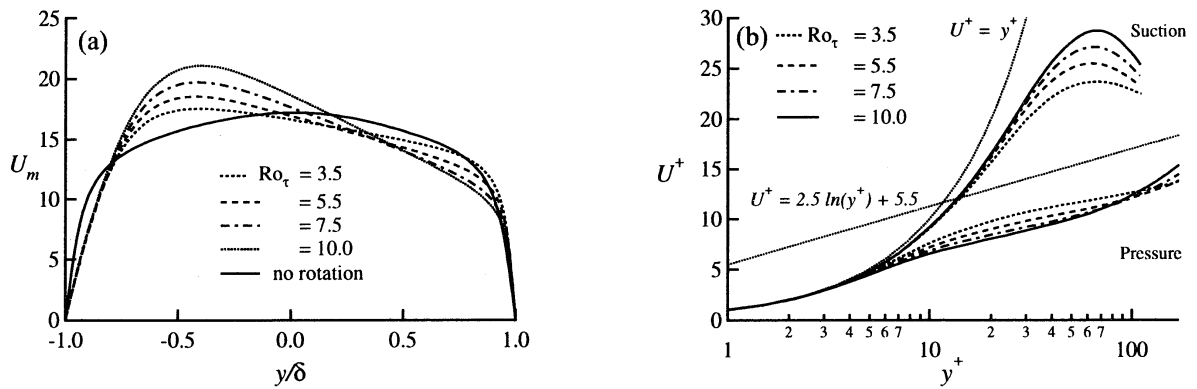 (a)
25
20
15
10
5
0
U_m
Ro_τ = 3.5
= 5.5
= 7.5
= 10.0
no rotation
-1.0 -0.5 0.0 0.5 1.0
y/δ
(b)
30
25
20
15
10
5
0
U⁺
Ro_τ = 3.5
= 5.5
= 7.5
= 10.0
U⁺ = y⁺
Suction
U⁺ = 2.5 ln(y⁺) + 5.5
Pressure
1 2 3 4 5 6 7 10 2 3 4 5 6 7 100
y⁺